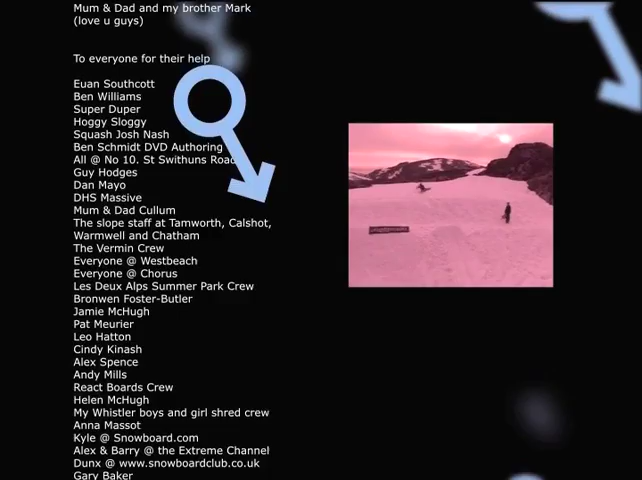 Mum & Dad and my brother Mark
(love u guys)
To everyone for their help
Euan Southcott
Ben Williams
Super Duper
Hoggy Sloggy
Squash Josh Nash
Ben Schmidt DVD Authoring
All @ No 10. St Swithuns Road
Guy Hodges
Dan Mayo
DHS Massive
Mum & Dad Cullum
The slope staff at Tamworth, Calshot,
Warmwell and Chatham
The Vermin Crew
Everyone @ Westbeach
Everyone @ Chorus
Les Deux Alps Summer Park Crew
Bronwen Foster-Butler
Jamie McHugh
Pat Meurier
Leo Hatton
Cindy Kinash
Alex Spence
Andy Mills
React Boards Crew
Helen McHugh
My Whistler boys and girl shred crew
Anna Massot
Kyle @ Snowboard.com
Alex & Barry @ the Extreme Channel
Dunx @ www.snowboardclub.co.uk
Gary Baker